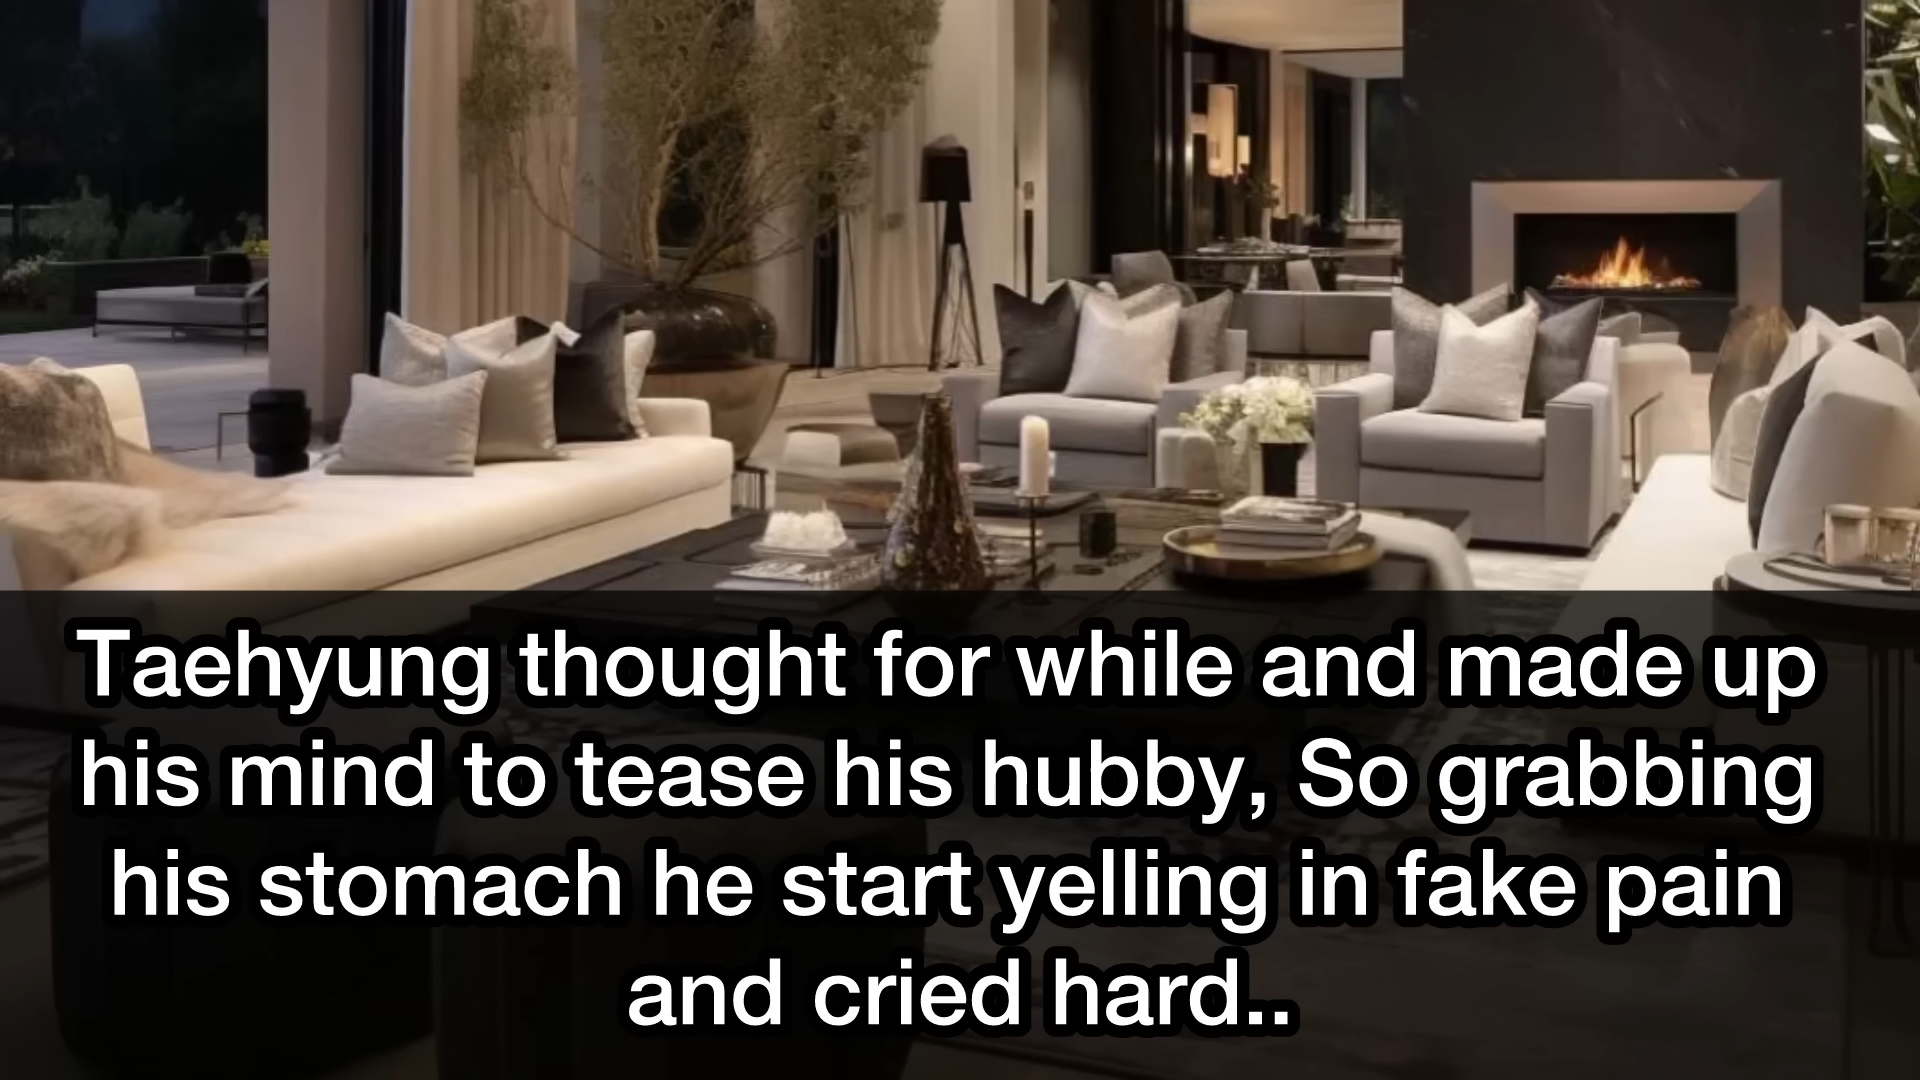 Taehyung thought for while and made up
his mind to tease his hubby, So grabbing
his stomach he start yelling in fake pain
and cried hard..